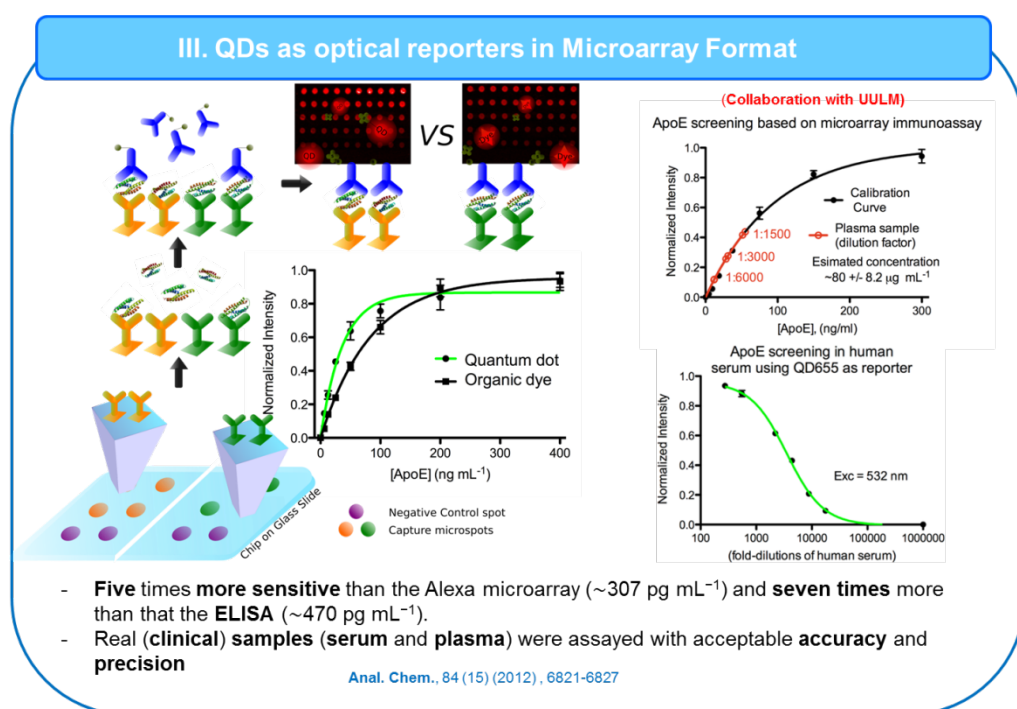 III. QDs as optical reporters in Microarray Format
VS
QD
Dye
Chip on Glass Slide
Negative Control spot
Capture microspots
Normalized Intensity
1.0
0.8
0.6
0.4
0.2
0.0
Quantum dot
Organic dye
0 100 200 300 400
[ApoE] (ng mL⁻¹)
(Collaboration with UULM)
ApoE screening based on microarray immunoassay
Normalized Intensity
1.0
0.8
0.6
0.4
0.2
0.0
Calibration
Curve
1:1500
Plasma sample
1:3000
(dilution factor)
1:6000
Esimated concentration
~80 +/- 8.2 μg mL⁻¹
0 100 200 300
[ApoE], (ng/ml)
ApoE screening in human
serum using QD655 as reporter
Normalized Intensity
1.0
0.8
0.6
0.4
0.2
0.0
Exc = 532 nm
100 1000 10000 100000 1000000
(fold-dilutions of human serum)
- Five times more sensitive than the Alexa microarray (∼307 pg mL⁻¹) and seven times more
than that the ELISA (∼470 pg mL⁻¹).
- Real (clinical) samples (serum and plasma) were assayed with acceptable accuracy and
precision
Anal. Chem., 84 (15) (2012) , 6821-6827